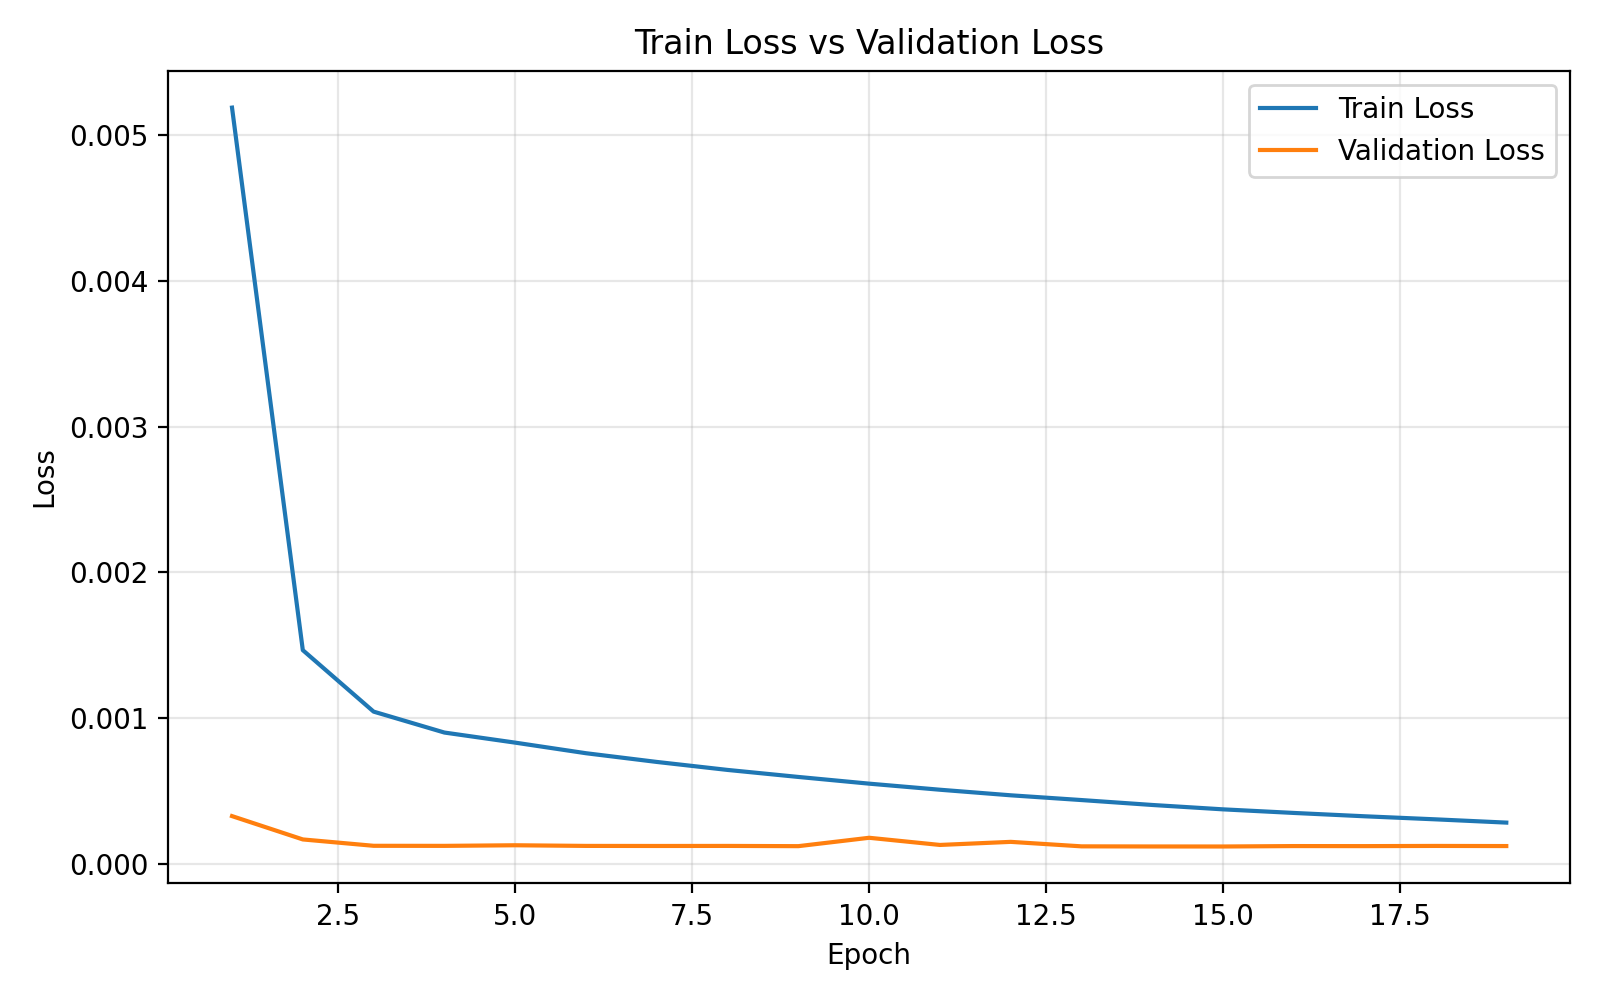 Train Loss vs Validation Loss
Train Loss
Validation Loss
0.005
0.004
0.003
0.002
0.001
0.000
Loss
2.5 5.0 7.5 10.0 12.5 15.0 17.5
Epoch